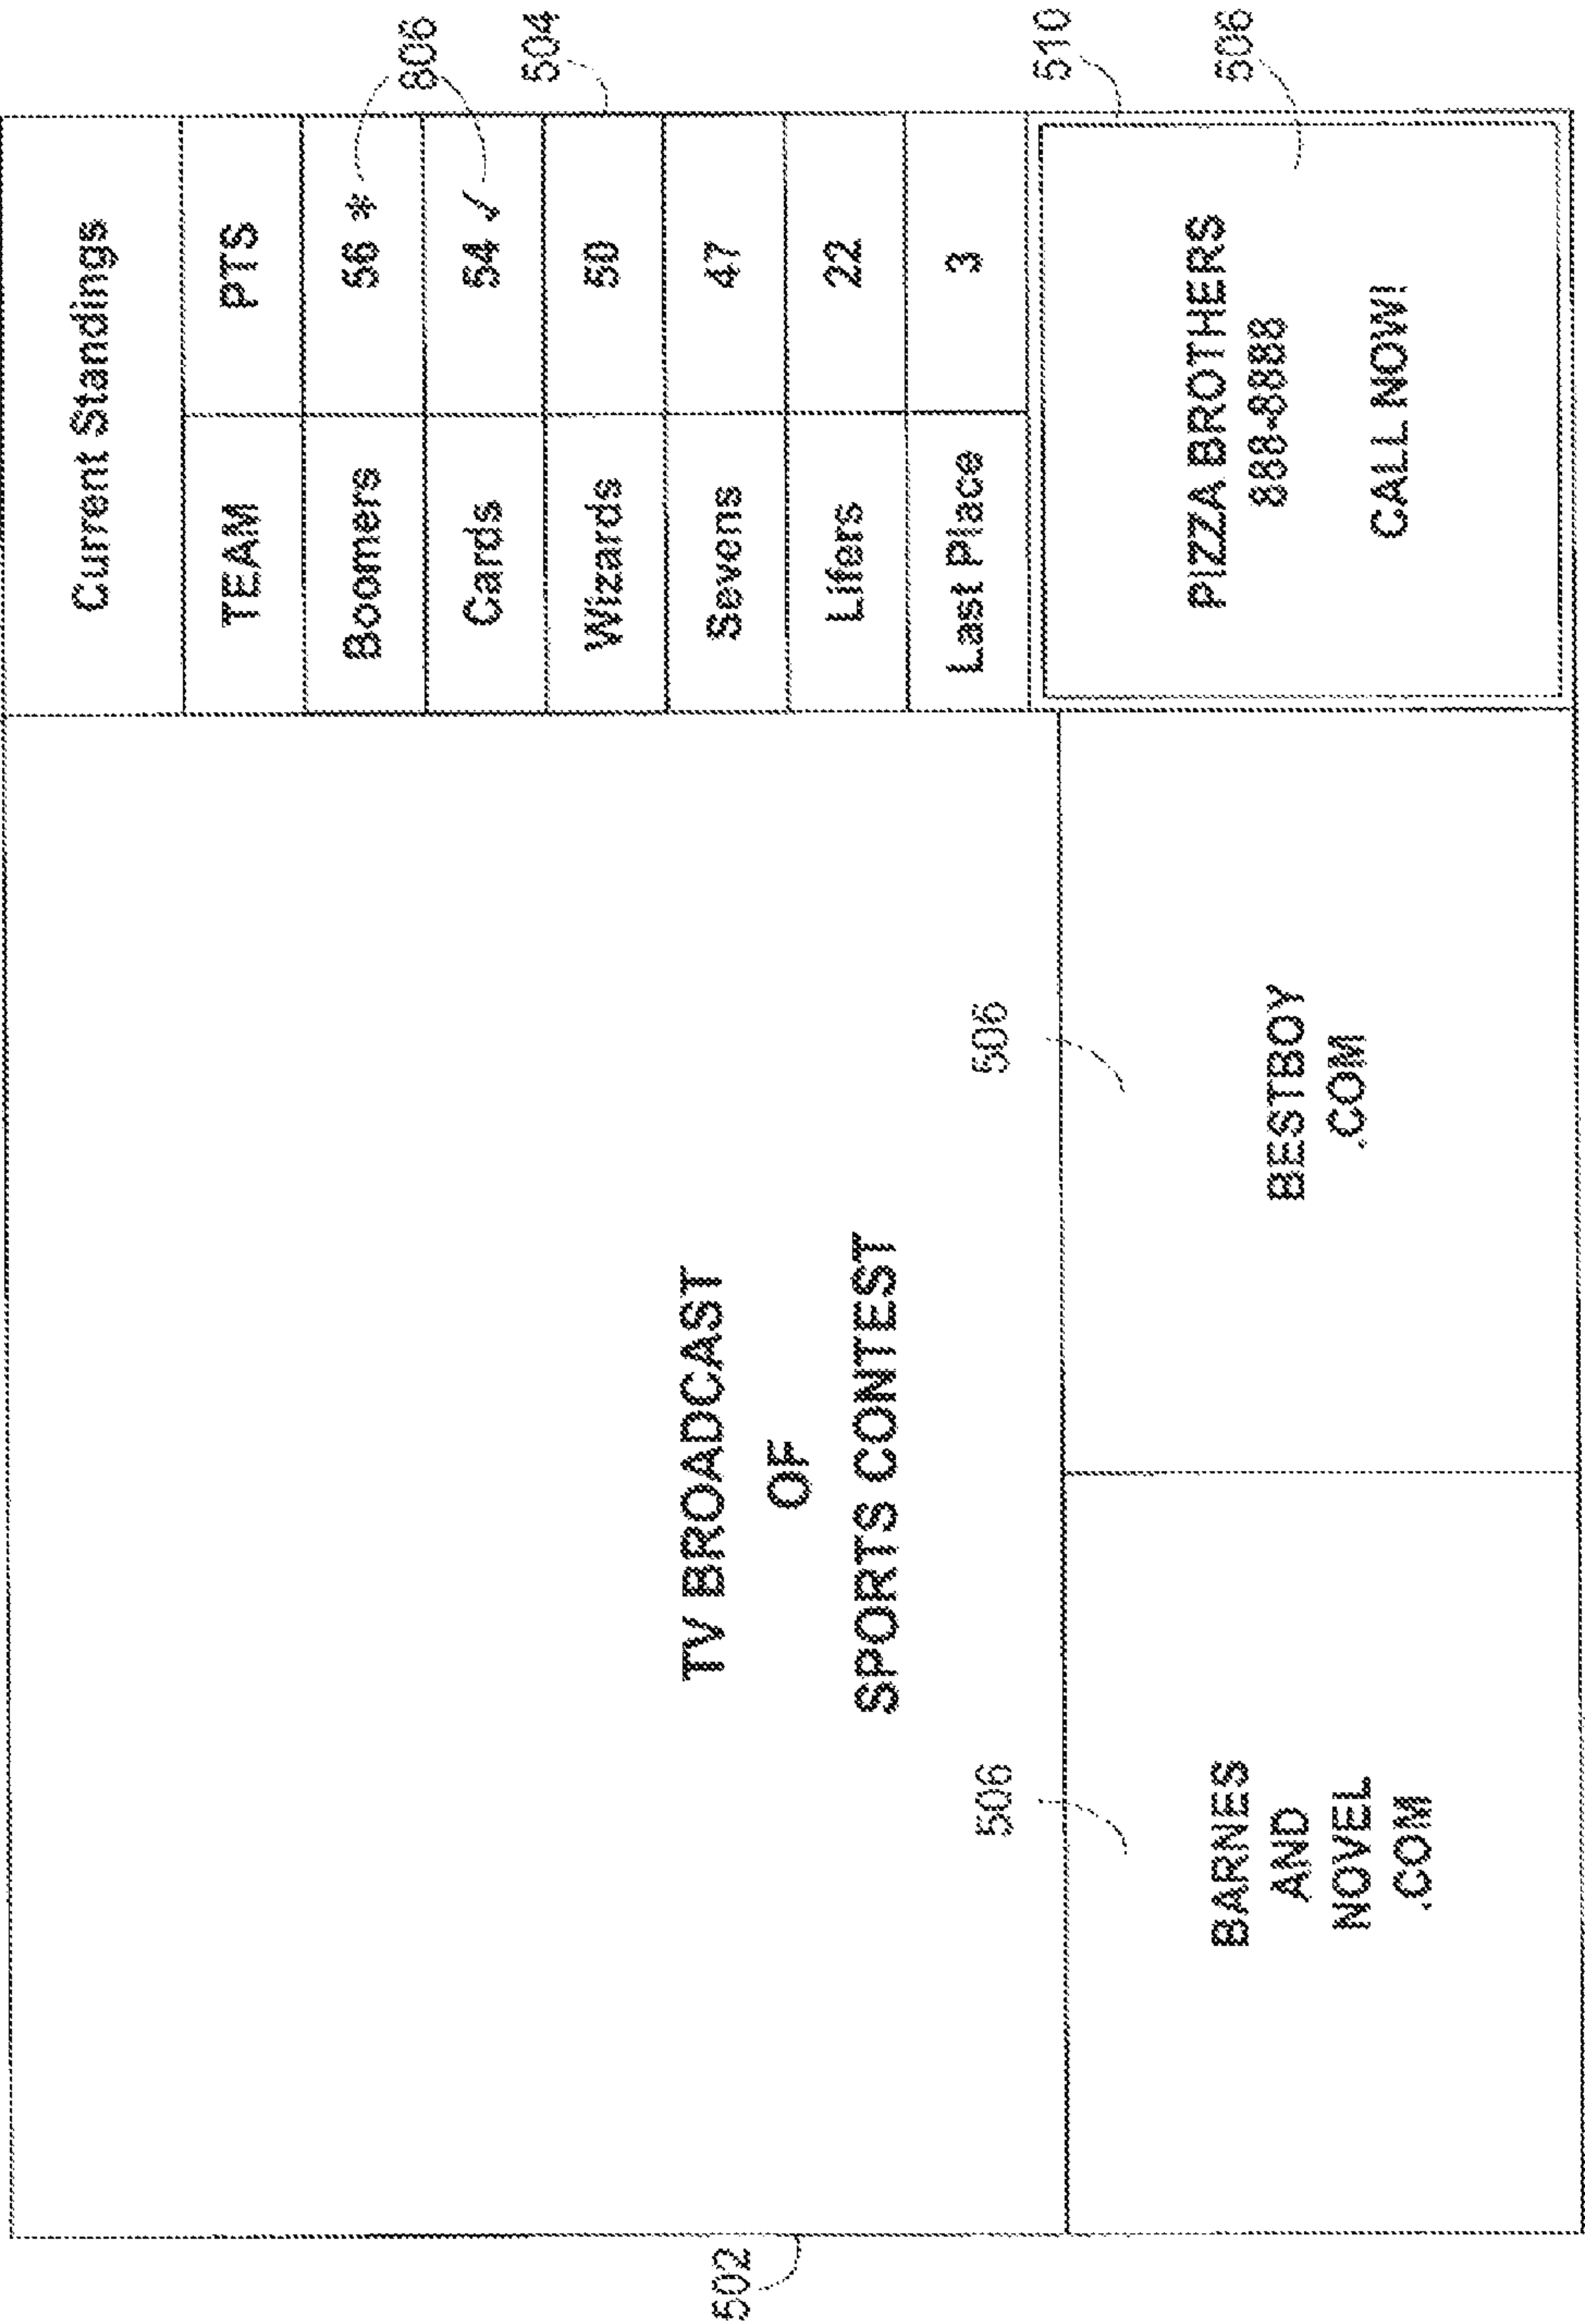 Current Standings
TEAM PTS
Boomers 56 *
806
Cards 54 ✓
504
Wizards 50
Sevens 47
Lifers 22
Last Place 3
TV BROADCAST
OF
SPORTS CONTEST
502
506
506
510
506
BARNES
AND
NOVEL
.COM
BESTBOY
.COM
PIZZA BROTHERS
888-8888
CALL NOW!